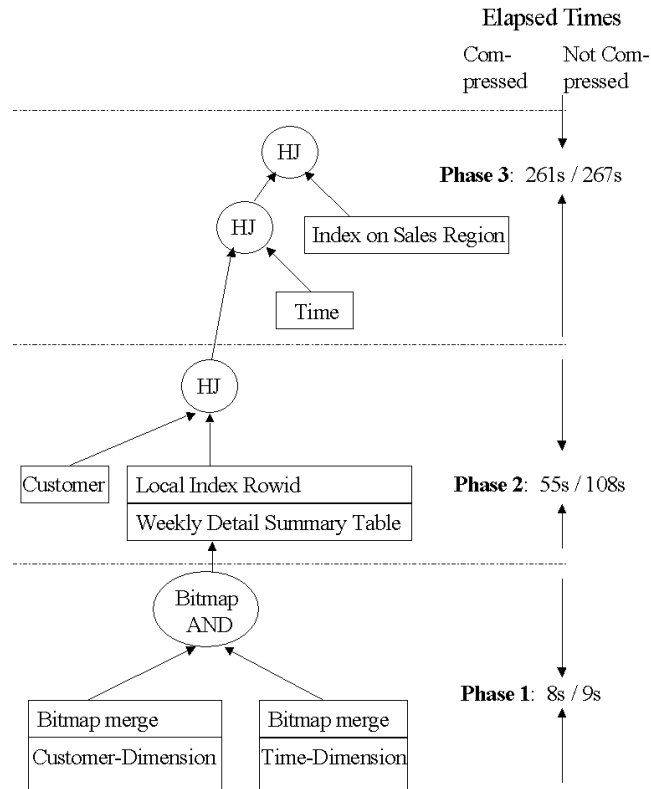 Elapsed Times
Com-
pressed
Not Com-
pressed
HJ
Phase 3: 261s / 267s
HJ
Index on Sales Region
Time
HJ
Customer
Local Index Rowid
Phase 2: 55s / 108s
Weekly Detail Summary Table
Bitmap
AND
Phase 1: 8s / 9s
Bitmap merge
Customer-Dimension
Bitmap merge
Time-Dimension